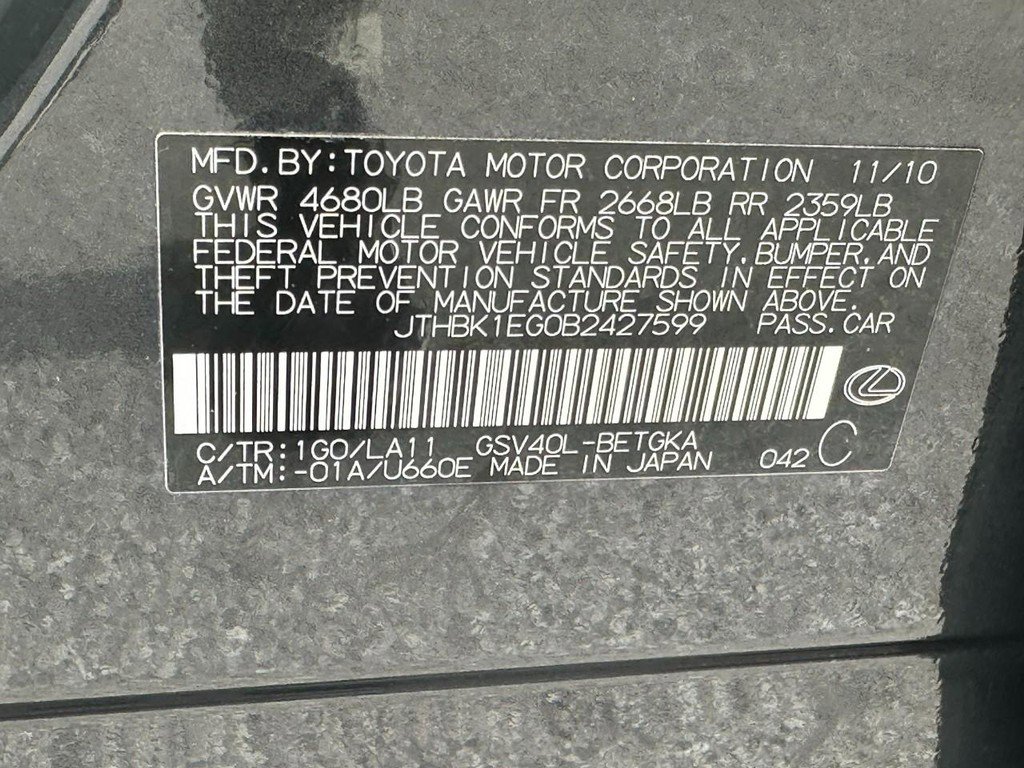 MFD. BY: TOYOTA MOTOR CORPORATION 11/10
GVWR 4680LB GAWR FR 2668LB RR 2359LB
THIS VEHICLE CONFORMS TO ALL APPLICABLE
FEDERAL MOTOR VEHICLE SAFETY, BUMPER, AND
THEFT PREVENTION STANDARDS IN EFFECT ON
THE DATE OF MANUFACTURE SHOWN ABOVE.
JTHBK1EG0B2427599 PASS. CAR
C/TR: 1G0/LA11 GSV40L-BETGKA
A/TM: -01A/U660E MADE IN JAPAN 042 C